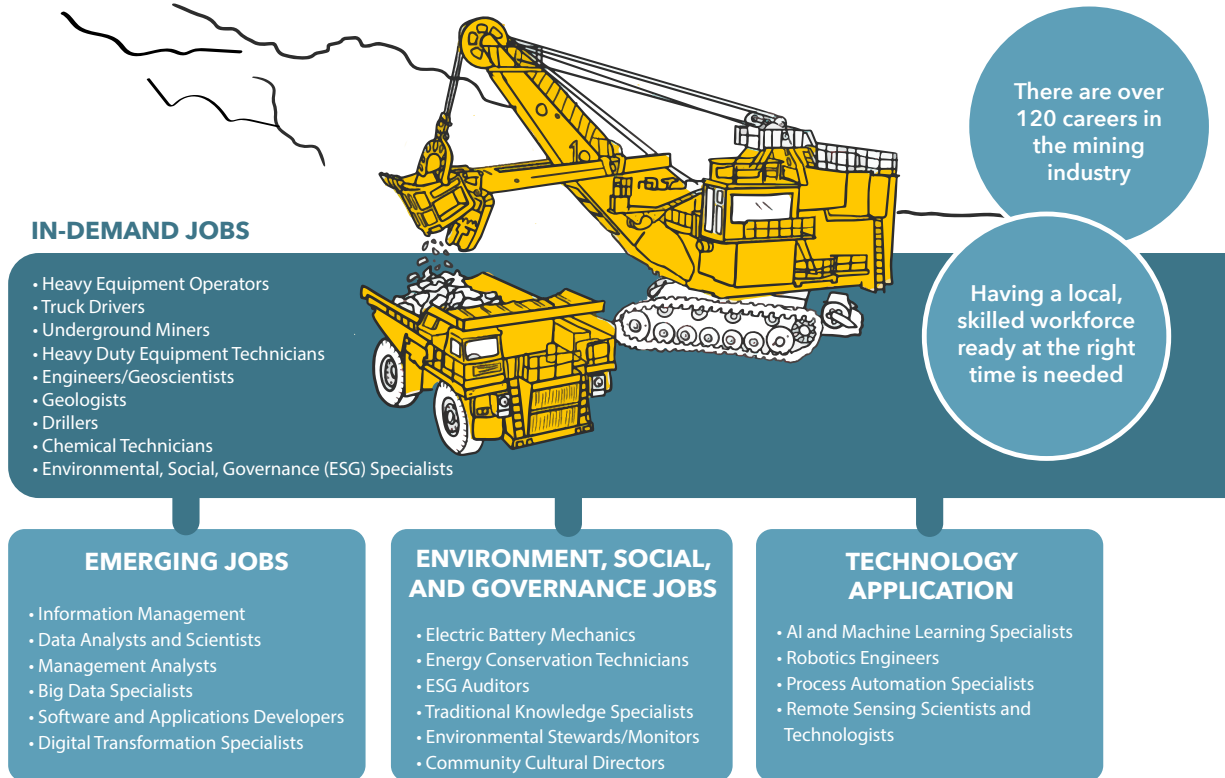 There are over
120 careers in
the mining
industry
IN-DEMAND JOBS
• Heavy Equipment Operators
• Truck Drivers
• Underground Miners
• Heavy Duty Equipment Technicians
• Engineers/Geoscientists
• Geologists
• Drillers
• Chemical Technicians
• Environmental, Social, Governance (ESG) Specialists
Having a local,
skilled workforce
ready at the right
time is needed
EMERGING JOBS
• Information Management
• Data Analysts and Scientists
• Management Analysts
• Big Data Specialists
• Software and Applications Developers
• Digital Transformation Specialists
ENVIRONMENT, SOCIAL,
AND GOVERNANCE JOBS
• Electric Battery Mechanics
• Energy Conservation Technicians
• ESG Auditors
• Traditional Knowledge Specialists
• Environmental Stewards/Monitors
• Community Cultural Directors
TECHNOLOGY
APPLICATION
• AI and Machine Learning Specialists
• Robotics Engineers
• Process Automation Specialists
• Remote Sensing Scientists and
Technologists